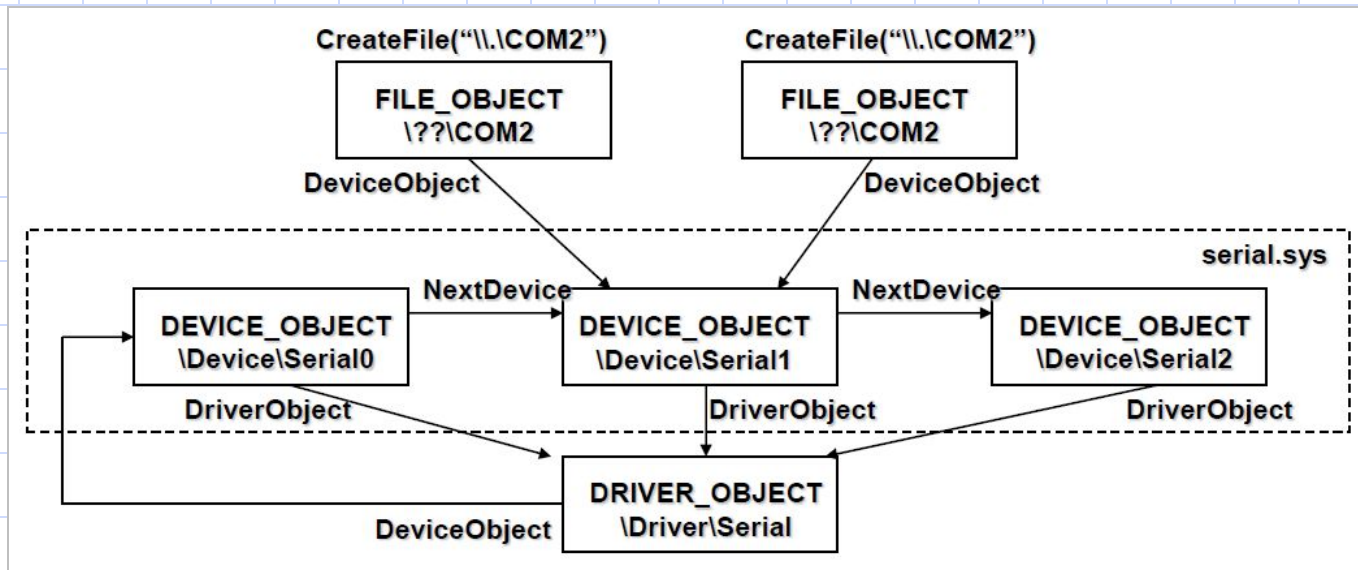 CreateFile(“\\.\COM2”)
CreateFile(“\\.\COM2”)
FILE_OBJECT
\??\COM2
FILE_OBJECT
\??\COM2
DeviceObject
DeviceObject
serial.sys
NextDevice
NextDevice
DEVICE_OBJECT
\Device\Serial0
DEVICE_OBJECT
\Device\Serial1
DEVICE_OBJECT
\Device\Serial2
DriverObject
DriverObject
DriverObject
DRIVER_OBJECT
\Driver\Serial
DeviceObject